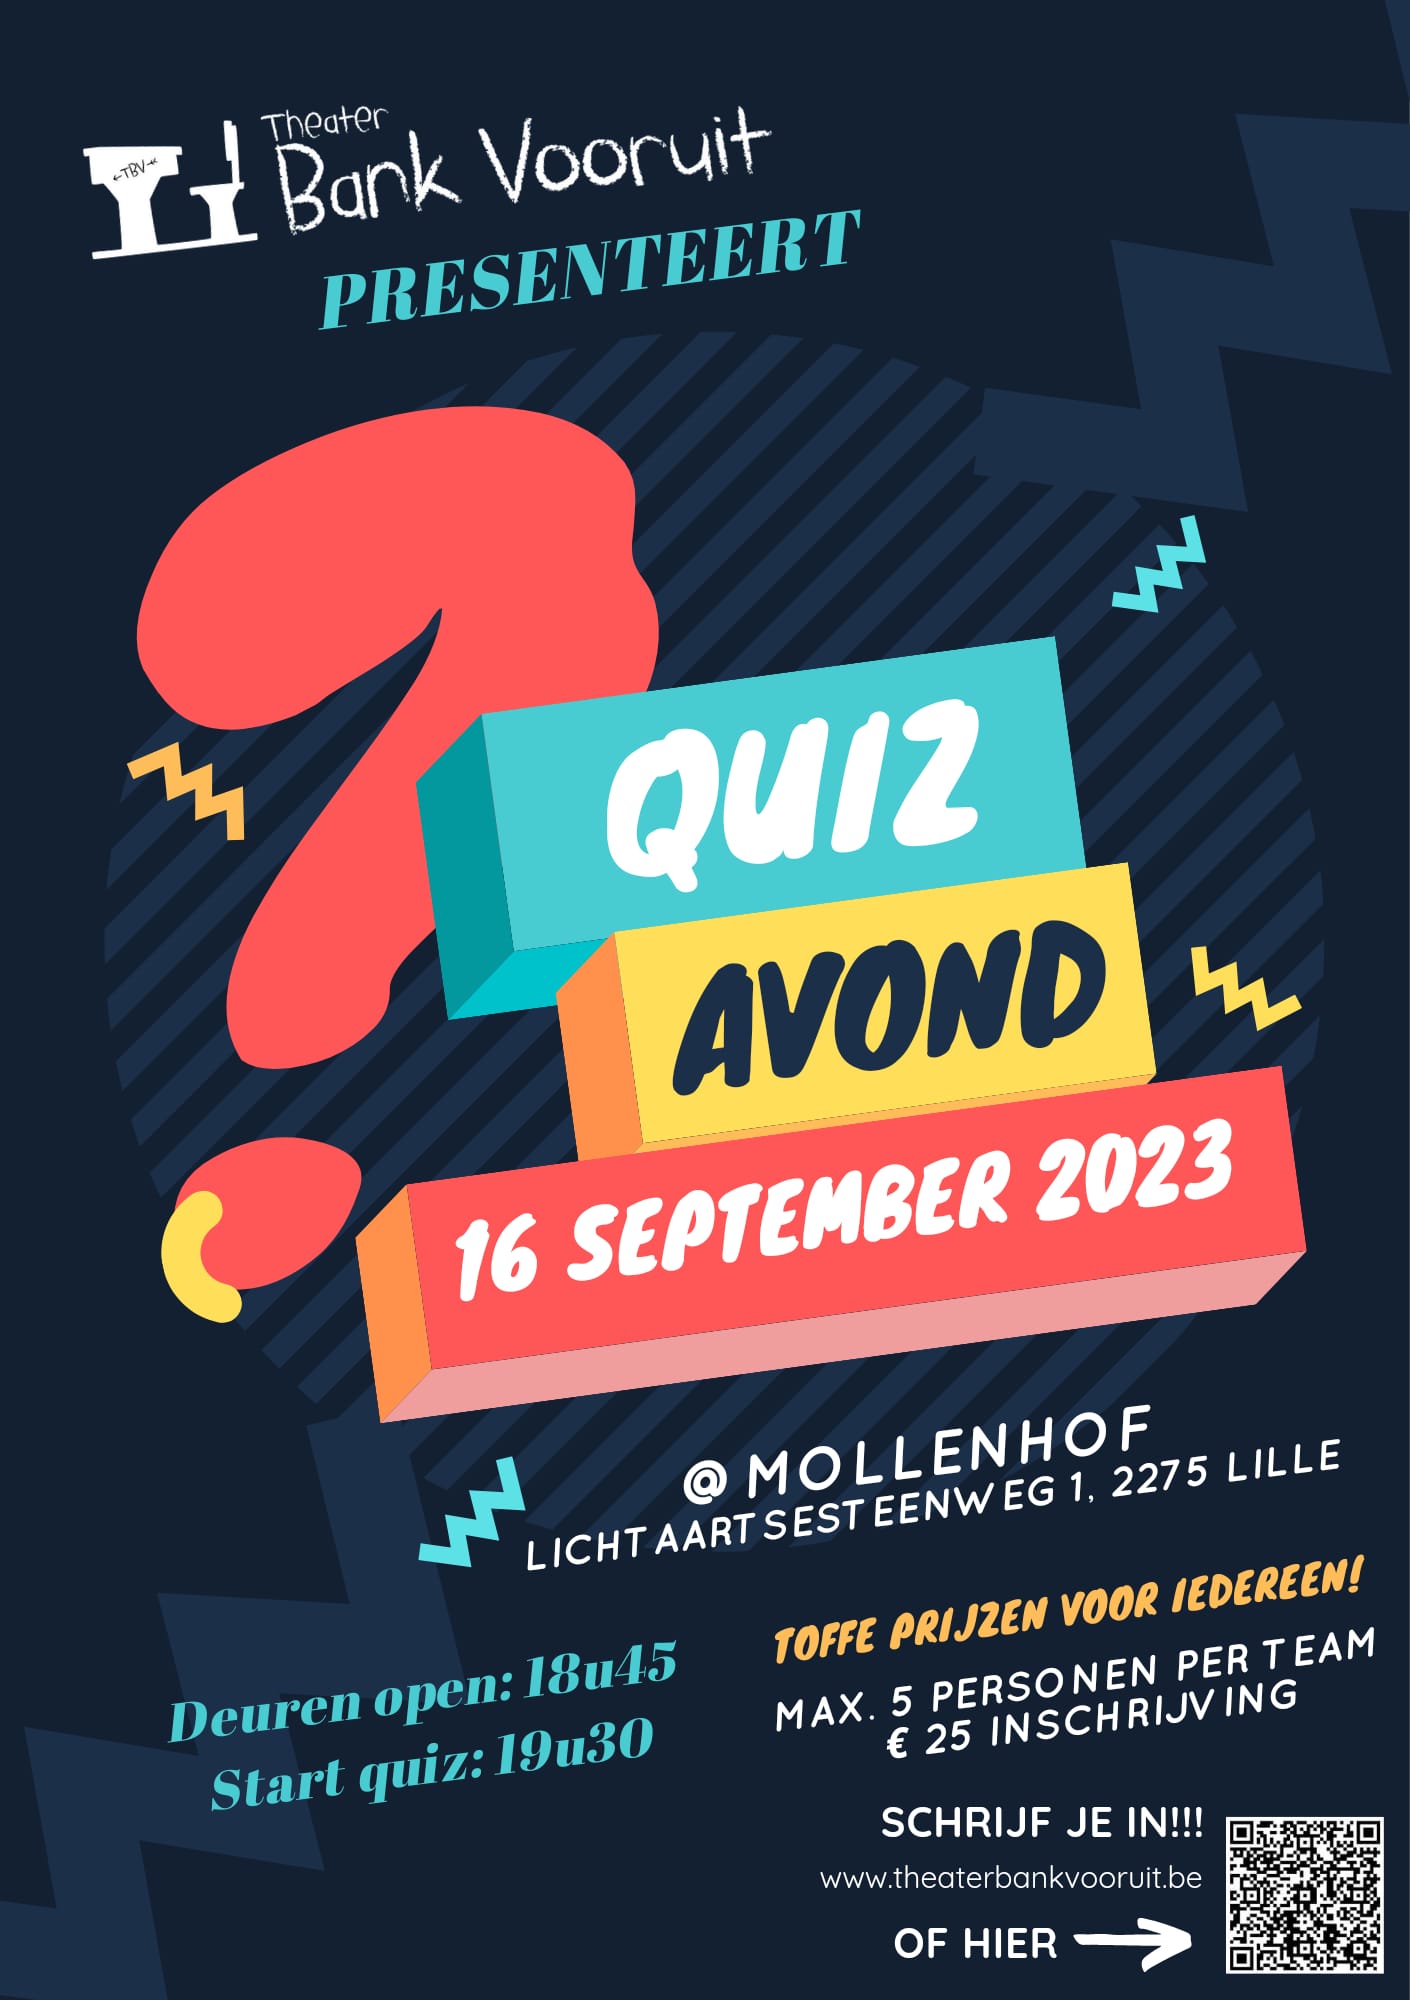 ←TBV→
Theater
Bank Vooruit
PRESENTEERT
QUIZ
AVOND
16 SEPTEMBER 2023
@MOLLENHOF
LICHTAARTSESTEENWEG 1, 2275 LILLE
TOFFE PRIJZEN VOOR IEDEREEN!
MAX. 5 PERSONEN PER TEAM
€ 25 INSCHRIJVING
Deuren open: 18u45
Start quiz: 19u30
SCHRIJF JE IN!!!
www.theaterbankvooruit.be
OF HIER